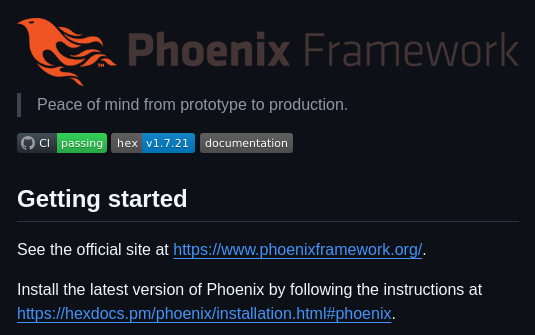 Phoenix Framework
Peace of mind from prototype to production.
CI passing hex v1.7.21 documentation
Getting started
See the official site at https://www.phoenixframework.org/.
Install the latest version of Phoenix by following the instructions at
https://hexdocs.pm/phoenix/installation.html#phoenix.